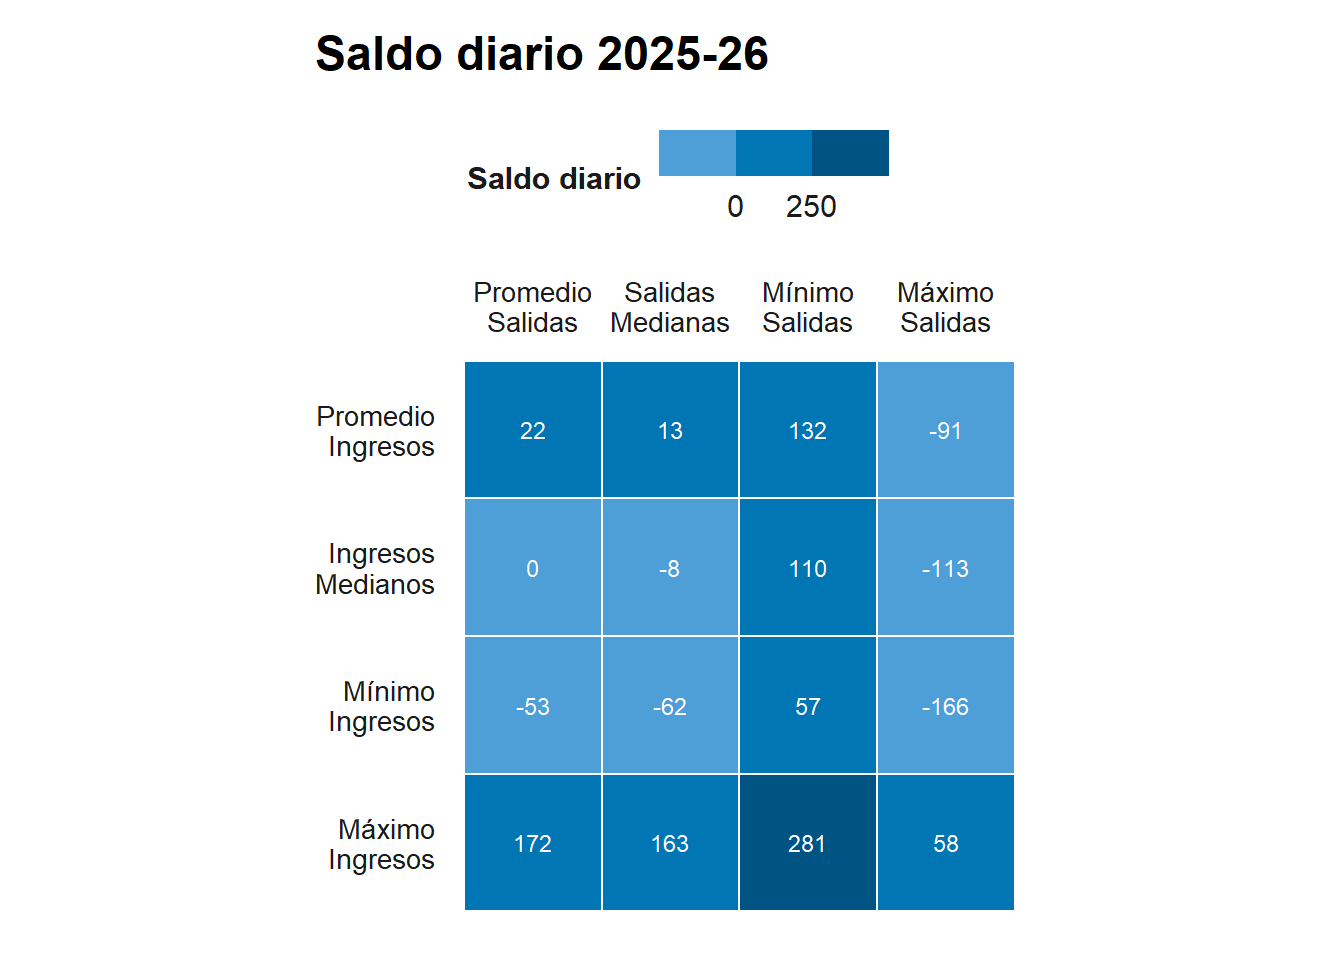 Saldo diario 2025-26
Saldo diario
0 250
Promedio Salidas Mínimo Máximo
Salidas Medianas Salidas Salidas
Promedio
Ingresos
22 13 132 -91
Ingresos
Medianos
0 -8 110 -113
Mínimo
Ingresos
-53 -62 57 -166
Máximo
Ingresos
172 163 281 58